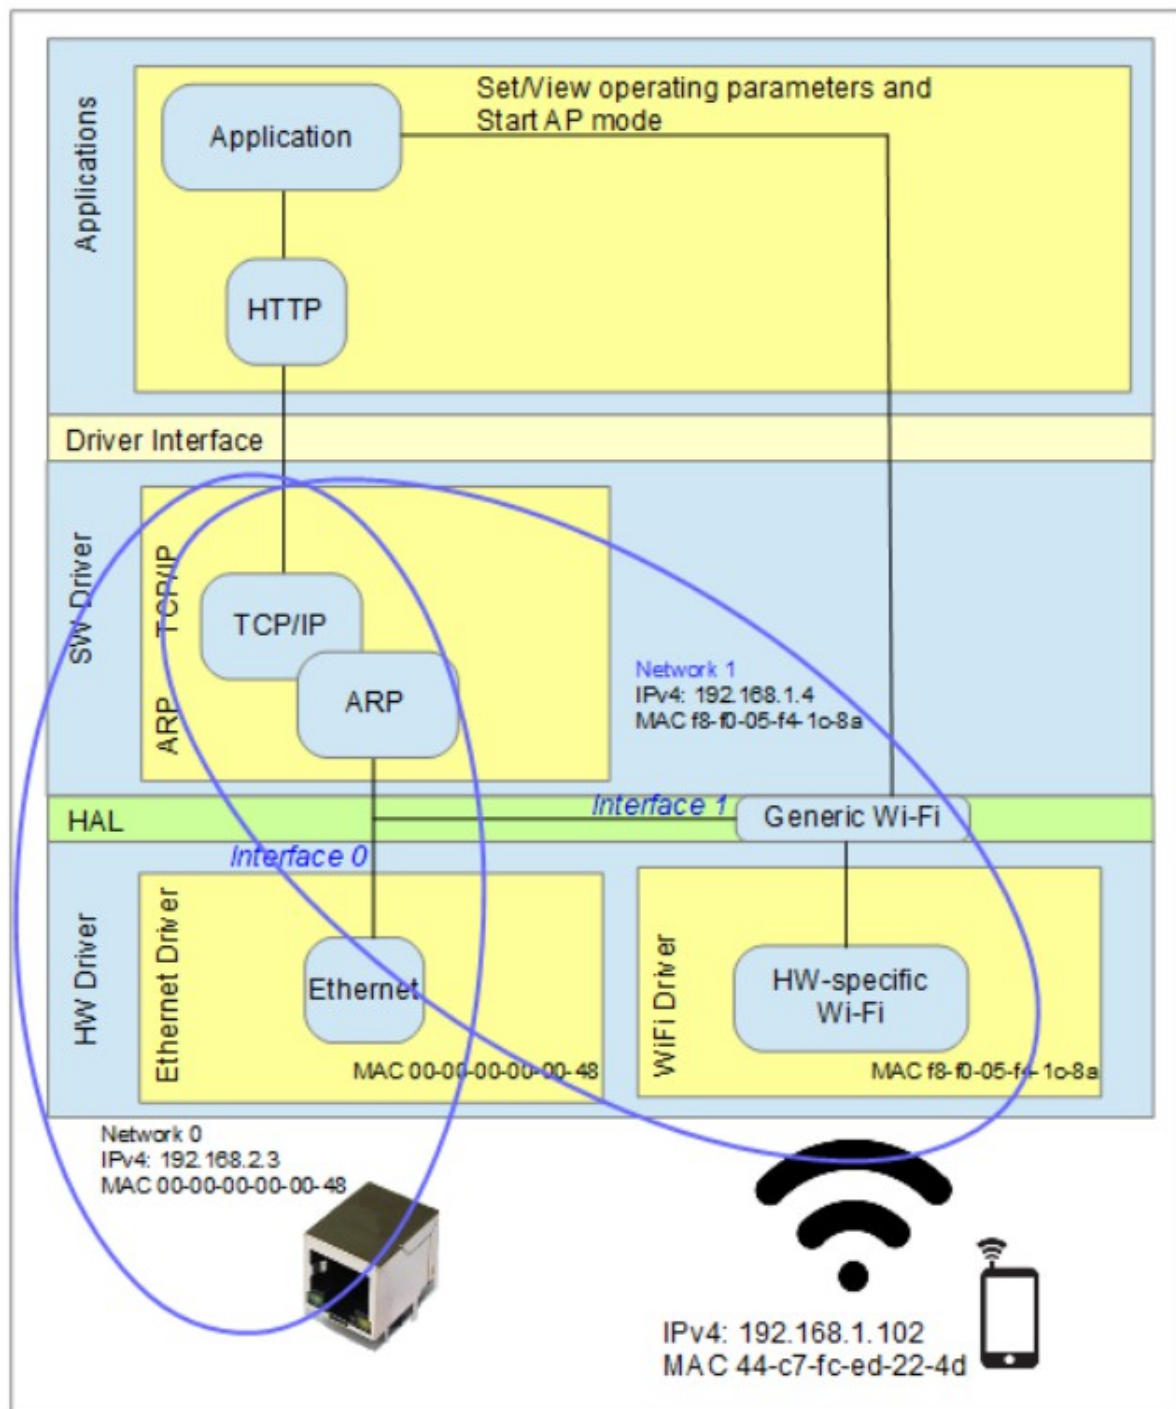 Applications
Set/View operating parameters and
Start AP mode
Application
HTTP
Driver Interface
SW Driver
TCP/IP
ARP
TCP/IP
ARP
Network 1
IPv4: 192.168.1.4
MAC f8-f0-05-f4-1c-8a
HAL
Interface 1
Generic Wi-Fi
Interface 0
HW Driver
Ethernet Driver
Ethernet
MAC 00-00-00-00-00-48
WiFi Driver
HW-specific
Wi-Fi
MAC f8-f0-05-f4-1c-8a
Network 0
IPv4: 192.168.2.3
MAC 00-00-00-00-00-48
IPv4: 192.168.1.102
MAC 44-c7-fc-ed-22-4d